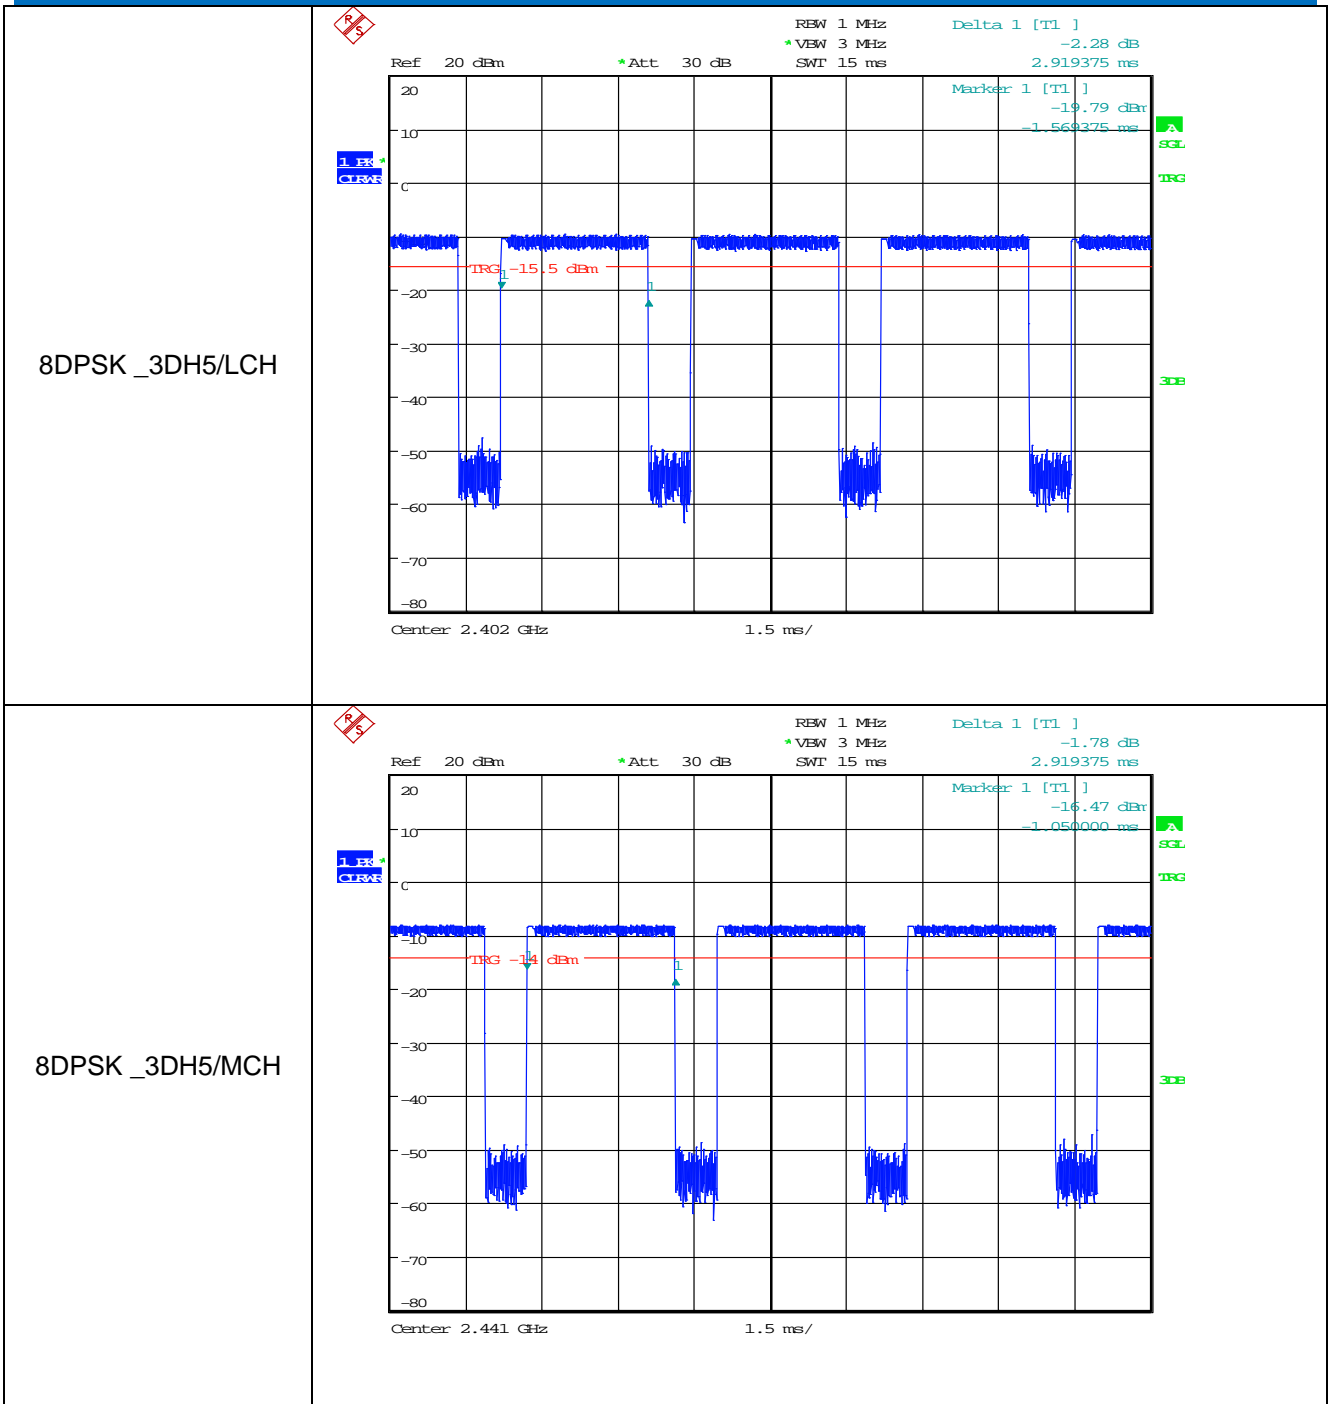 8DPSK _3DH5/LCH
R S
RBW 1 MHz
Delta 1 [T1 ]
*VBW 3 MHz
-2.28 dB
Ref 20 dBm
*Att 30 dB
SWT 15 ms
2.919375 ms
20
Marker 1 [T1 ]
-19.79 dBm
10
-1.569375 ms
A
SGL
1 PK *
CLRWR
0
TRG
TRG -15.5 dBm
1
1
-20
-30
3DB
-40
-50
-60
-70
-80
Center 2.402 GHz
1.5 ms/
8DPSK _3DH5/MCH
R S
RBW 1 MHz
Delta 1 [T1 ]
*VBW 3 MHz
-1.78 dB
Ref 20 dBm
*Att 30 dB
SWT 15 ms
2.919375 ms
20
Marker 1 [T1 ]
-16.47 dBm
10
-1.050000 ms
A
SGL
1 PK *
CLRWR
0
TRG
-10
TRG -14 dBm
1
1
-20
-30
3DB
-40
-50
-60
-70
-80
Center 2.441 GHz
1.5 ms/